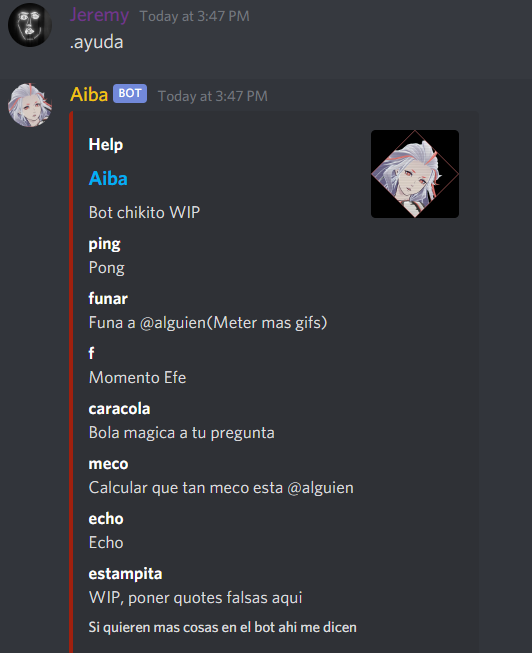 Jeremy Today at 3:47 PM
.ayuda
Aiba BOT Today at 3:47 PM
Help
Aiba
Bot chikito WIP
ping
Pong
funar
Funa a @alguien(Meter mas gifs)
f
Momento Efe
caracola
Bola magica a tu pregunta
meco
Calcular que tan meco esta @alguien
echo
Echo
estampita
WIP, poner quotes falsas aqui
Si quieren mas cosas en el bot ahi me dicen